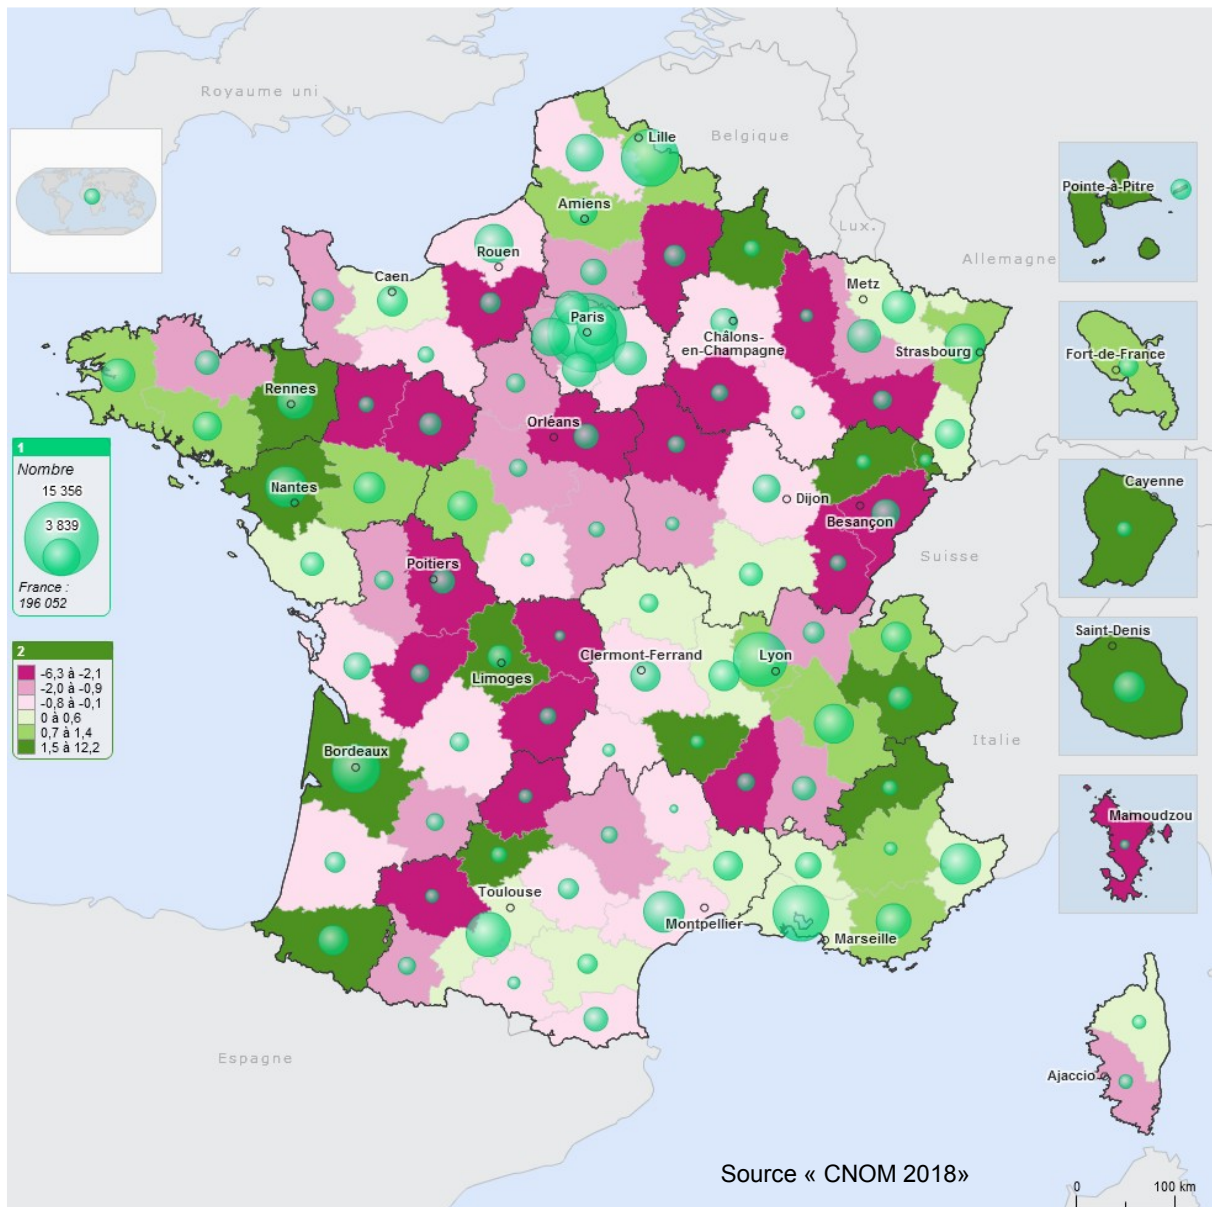 Royaume uni
Belgique
Lille
Pointe-à-Pitre
Amiens
Lux.
Allemagne
Rouen
Caen
Metz
Paris
Châlons-
en-Champagne
Strasbourg
Fort-de-France
Rennes
Orléans
1
Nombre
15 356
3 839
France :
196 052
Nantes
Dijon
Besançon
Cayenne
Suisse
Poitiers
Saint-Denis
2
-6,3 à -2,1
-2,0 à -0,9
-0,8 à -0,1
0 à 0,6
0,7 à 1,4
1,5 à 12,2
Clermont-Ferrand
Lyon
Limoges
Italie
Bordeaux
Mamoudzou
Toulouse
Montpellier
Marseille
Espagne
Ajaccio
Source « CNOM 2018»
0
100 km